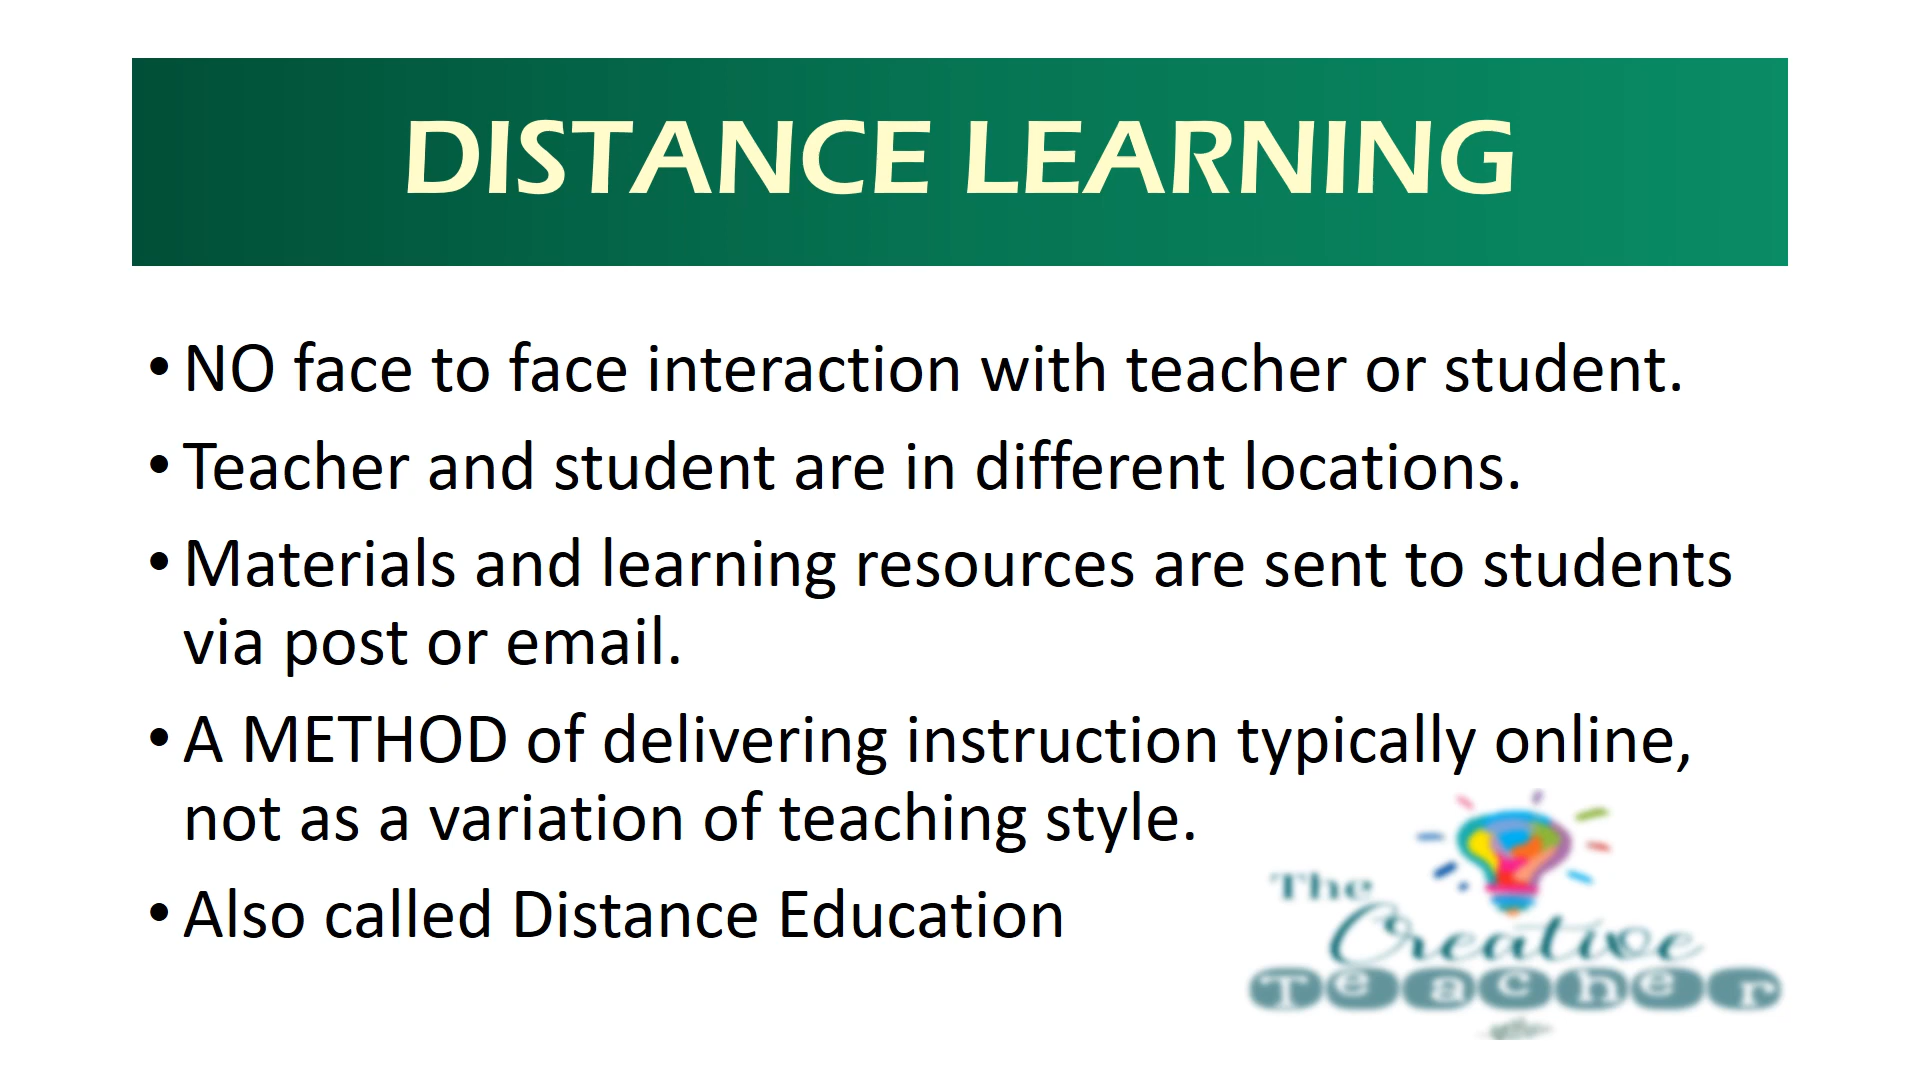 DISTANCE LEARNING
• NO face to face interaction with teacher or student.
• Teacher and student are in different locations.
• Materials and learning resources are sent to students
via post or email.
• A METHOD of delivering instruction typically online,
not as a variation of teaching style.
• Also called Distance Education
The
Creative
Teacher